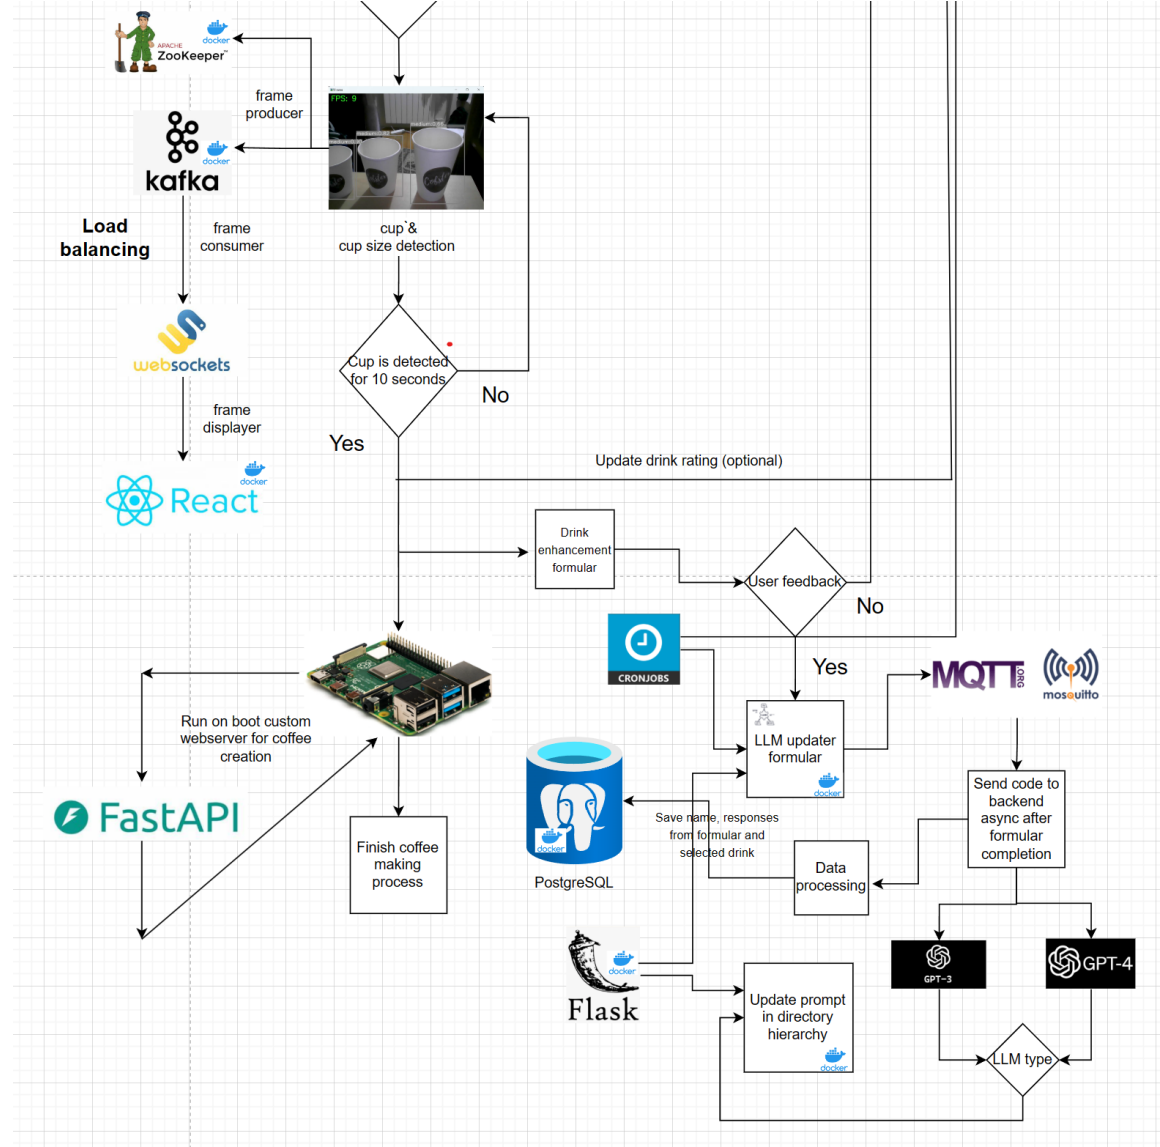 APACHE
ZooKeeper™
docker
frame
producer
FPS: 9
docker
kafka
Load
balancing
frame
consumer
cup`&
cup size detection
websockets
Cup is detected
for 10 seconds
No
Yes
frame
displayer
docker
React
Update drink rating (optional)
Drink
enhancement
formular
User feedback
No
Yes
CRONJOBS
MQTT
.ORG
mosquitto
Run on boot custom
webserver for coffee
creation
LLM updater
formular
docker
FastAPI
Finish coffee
making
process
docker
PostgreSQL
Save name, responses
from formular and
selected drink
Send code to
backend
async after
formular
completion
Data
processing
docker
Flask
GPT-3
GPT-4
Update prompt
in directory
hierarchy
docker
LLM type